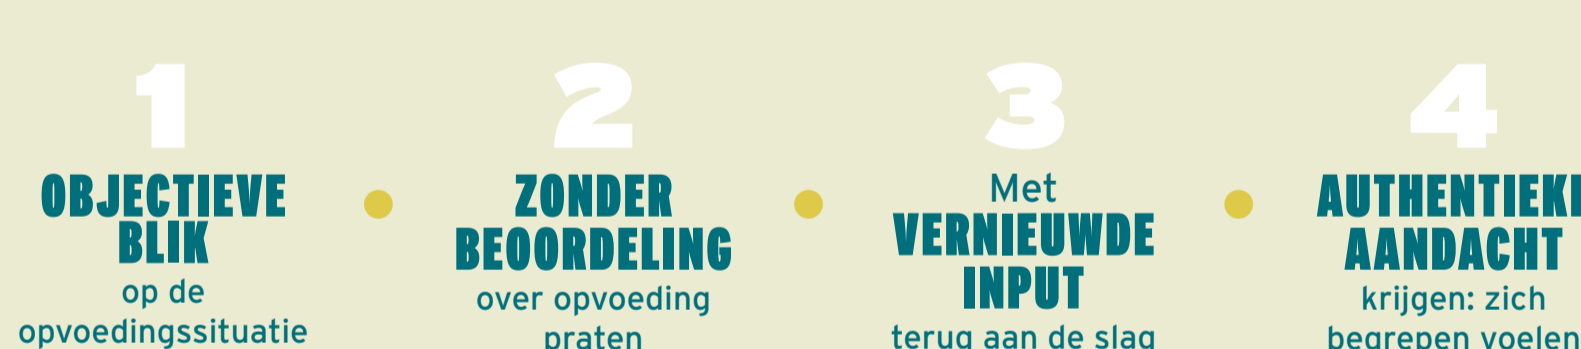 1
OBJECTIEVE
BLIK
op de
opvoedingssituatie
2
ZONDER
BEOORDELING
over opvoeding
praten
3
Met
VERNIEUWDE
INPUT
terug aan de slag
4
AUTHENTIEKE
AANDACHT
krijgen: zich
begrepen voelen